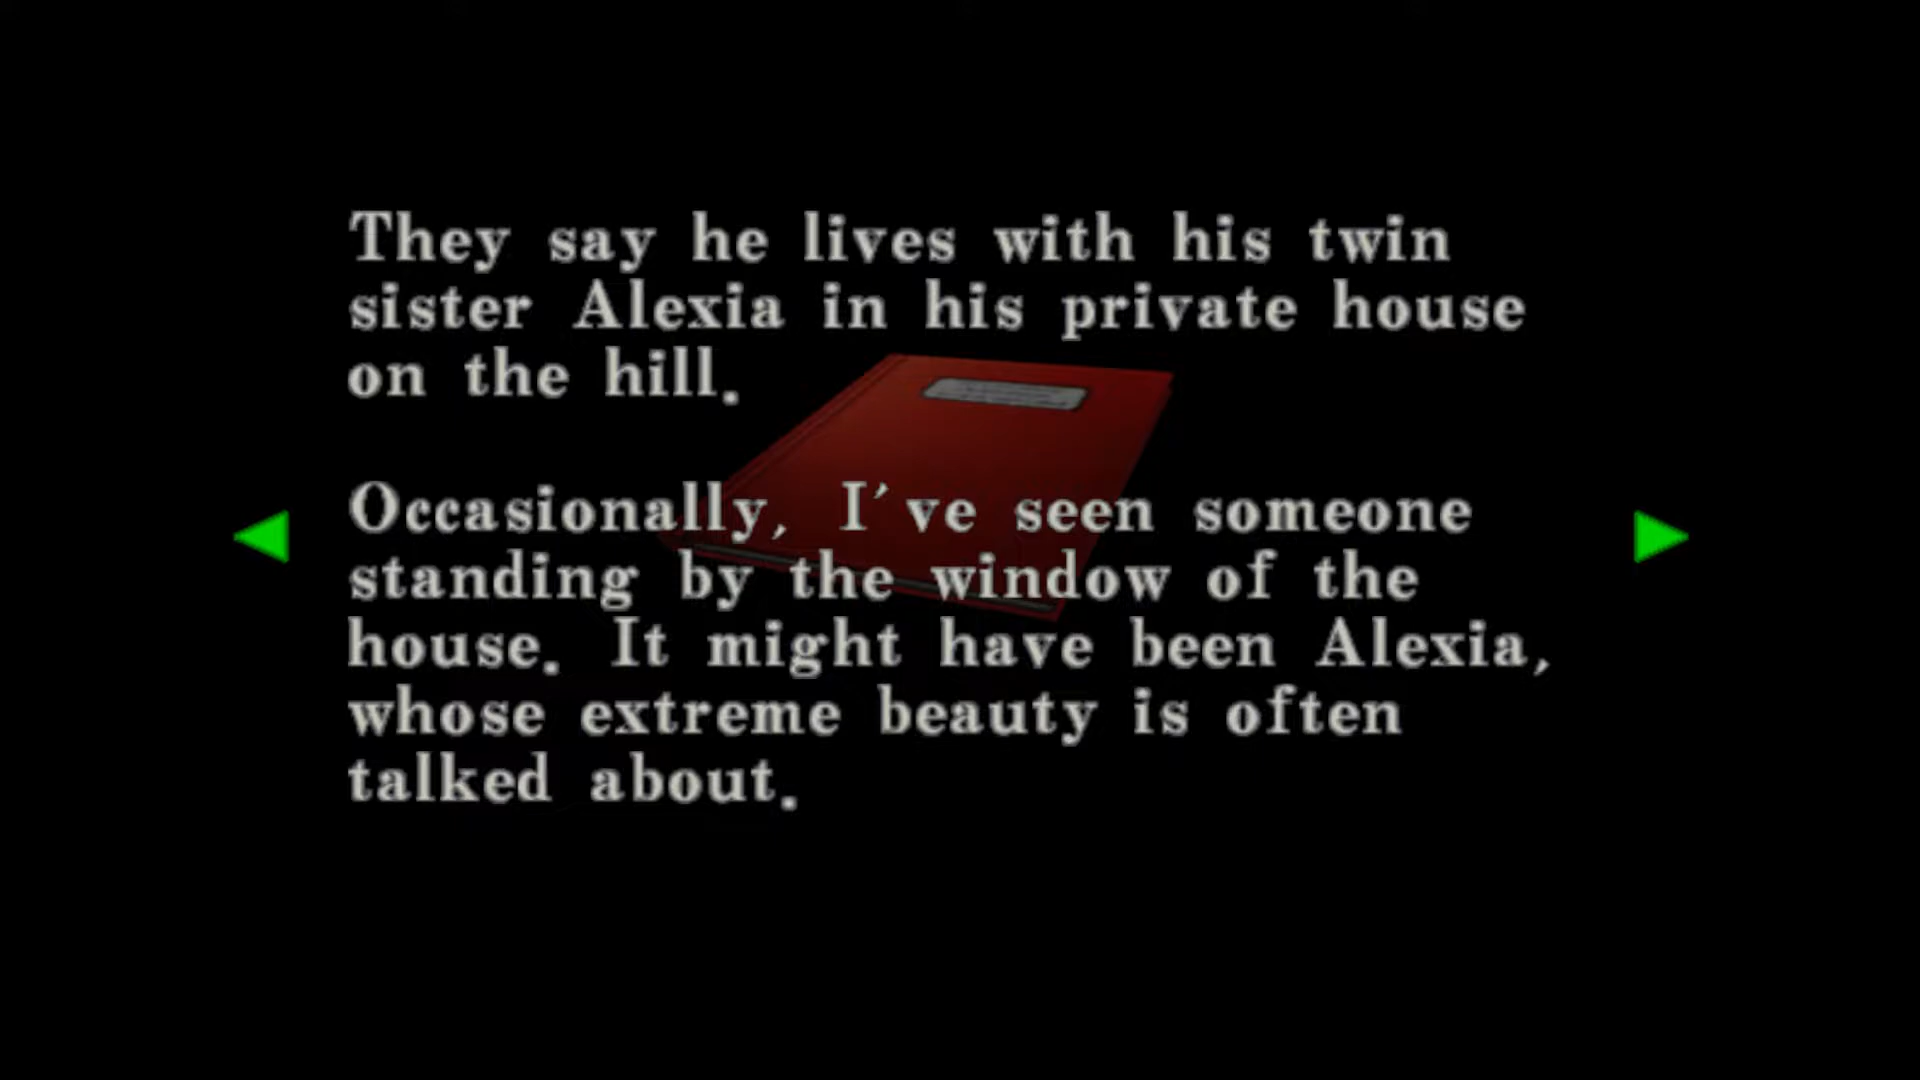 They say he lives with his twin
sister Alexia in his private house
on the hill.
Occasionally, I've seen someone
standing by the window of the
house. It might have been Alexia,
whose extreme beauty is often
talked about.